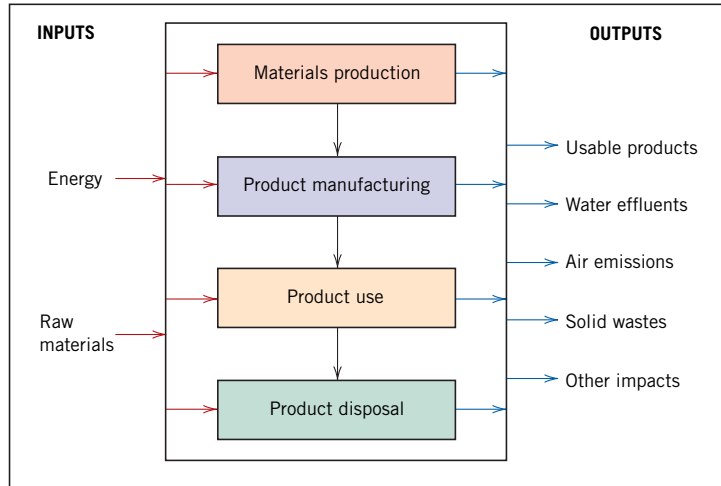 INPUTS
OUTPUTS
Materials production
Usable products
Energy
Product manufacturing
Water effluents
Air emissions
Product use
Raw
materials
Solid wastes
Other impacts
Product disposal